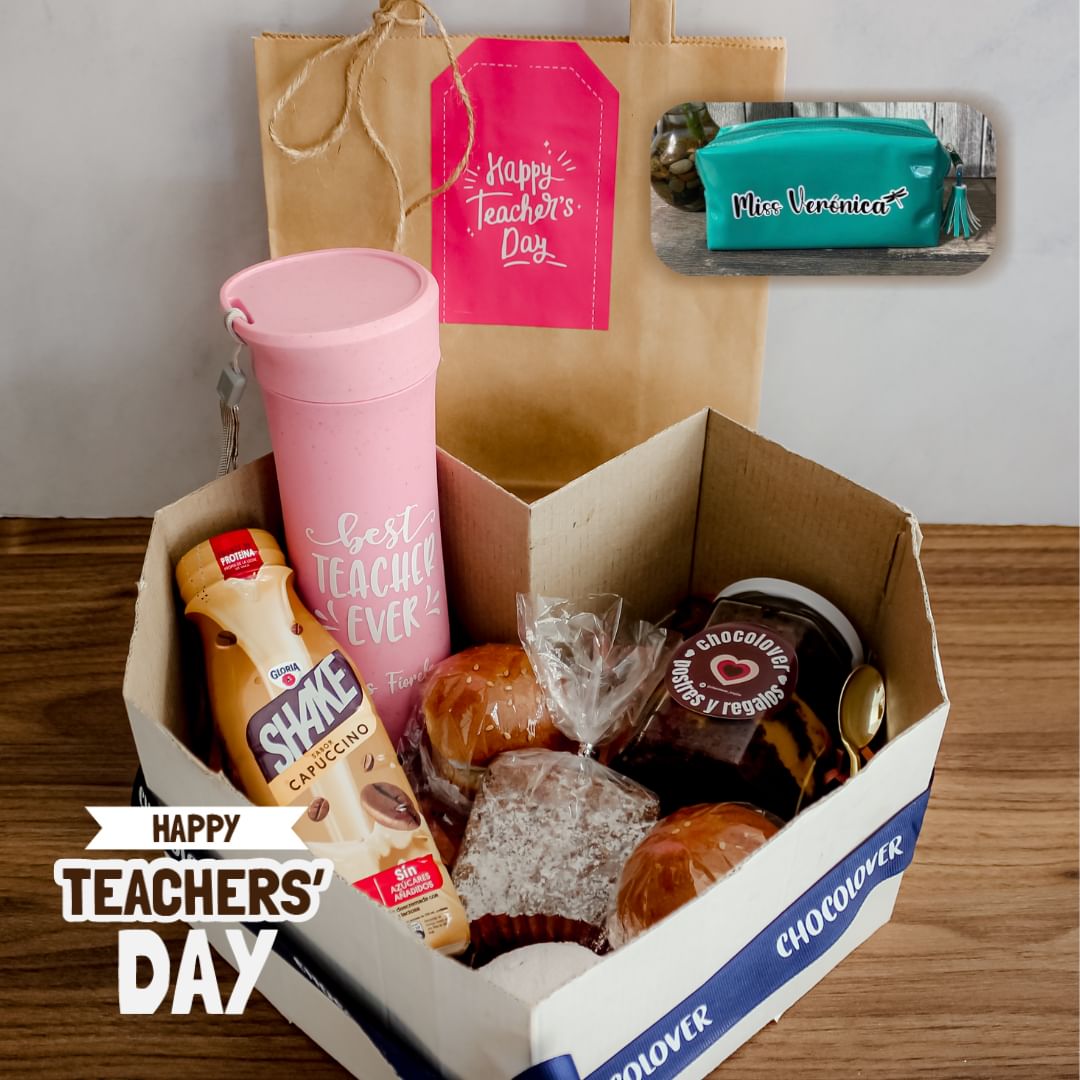 Happy
Teacher's
Day
Miss Verónica
best
TEACHER
EVER
PROTEÍNA
GLORIA
SHAKE
SABOR
CAPUCCINO
Sin
AZÚCARES
AÑADIDOS
chocolover
postres y regalos
HAPPY
TEACHERS'
DAY
CHOCOLOVER
COLOVER